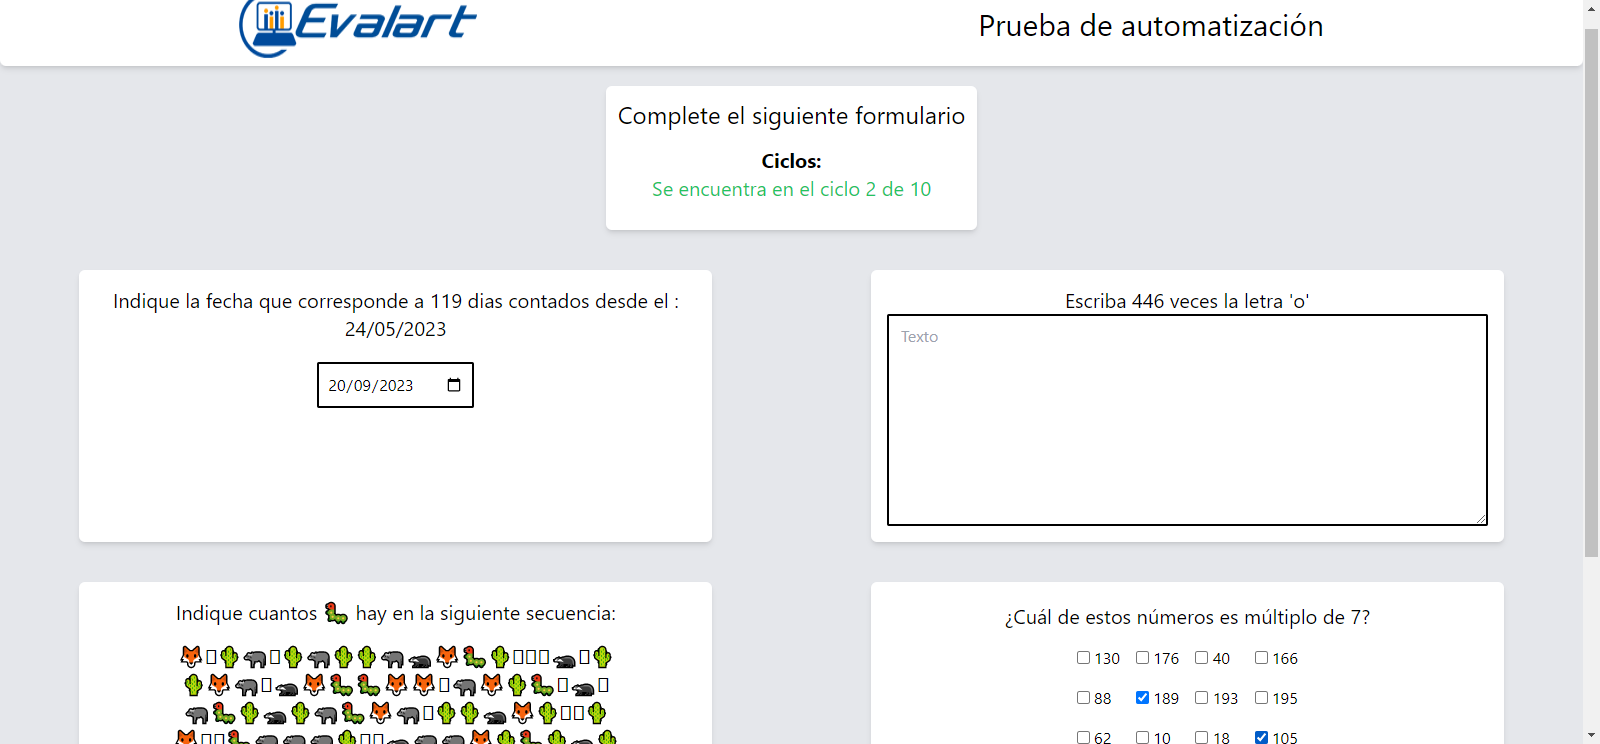 Evalart
Prueba de automatización
Complete el siguiente formulario
Ciclos:
Se encuentra en el ciclo 2 de 10
Indique la fecha que corresponde a 119 dias contados desde el :
24/05/2023
20/09/2023
Escriba 446 veces la letra 'o'
Texto
Indique cuantos 🐛 hay en la siguiente secuencia:
¿Cuál de estos números es múltiplo de 7?
130 176 40 166
88 189 193 195
62 10 18 105